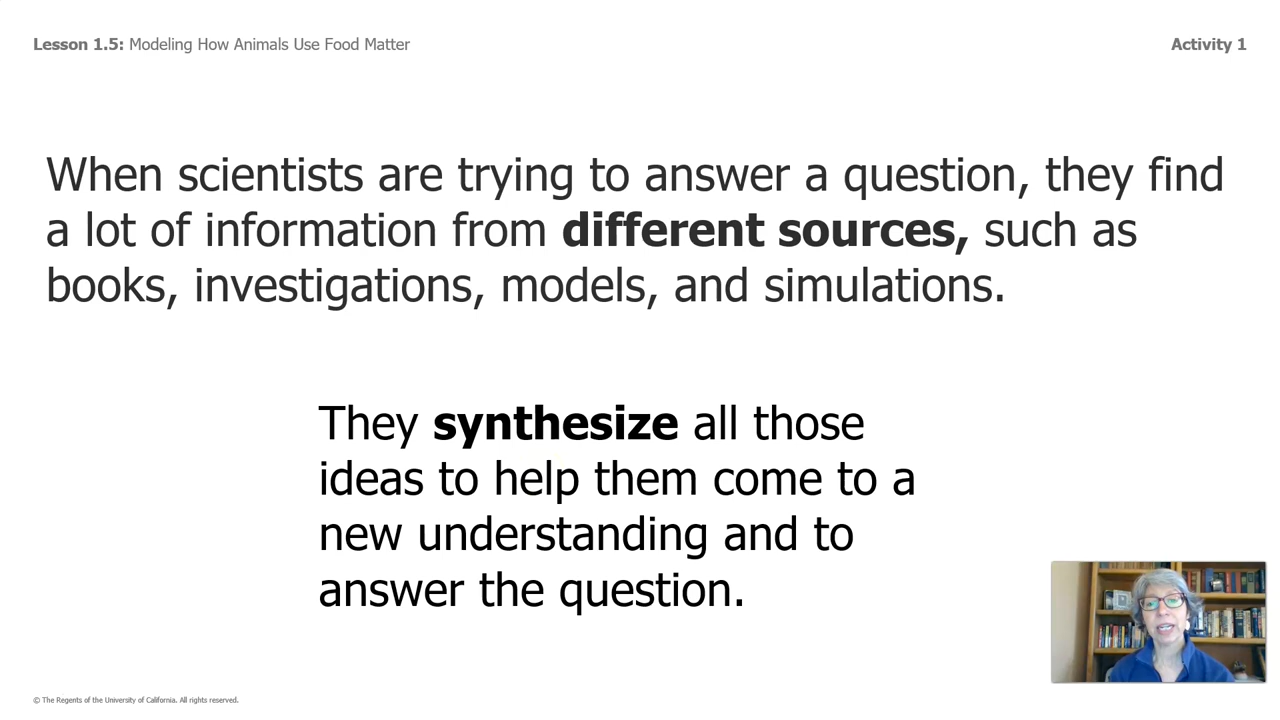 Lesson 1.5: Modeling How Animals Use Food Matter
Activity 1
When scientists are trying to answer a question, they find
a lot of information from different sources, such as
books, investigations, models, and simulations.
They synthesize all those
ideas to help them come to a
new understanding and to
answer the question.
© The Regents of the University of California. All rights reserved.